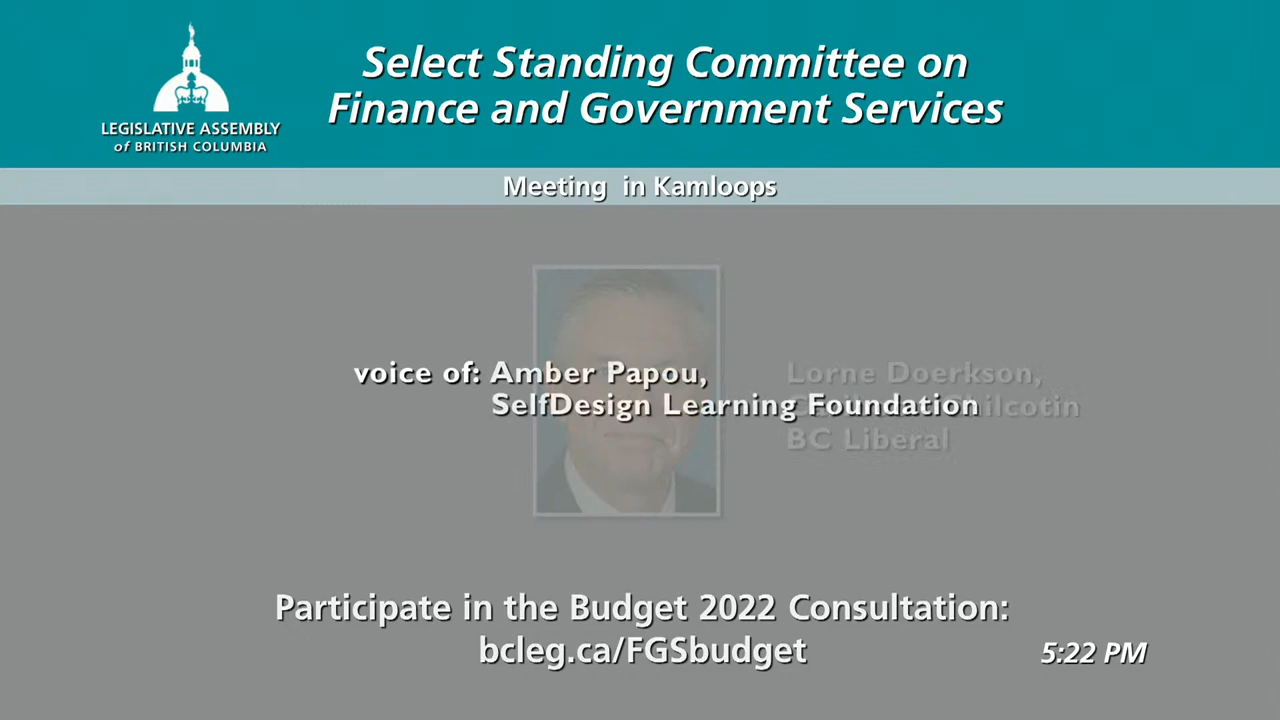 Select Standing Committee on
Finance and Government Services
LEGISLATIVE ASSEMBLY
of BRITISH COLUMBIA
Meeting in Kamloops
voice of: Amber Papou,
SelfDesign Learning Foundation
Lorne Doerkson,
Chilcotin
BC Liberal
Participate in the Budget 2022 Consultation:
bcleg.ca/FGSbudget
5:22 PM